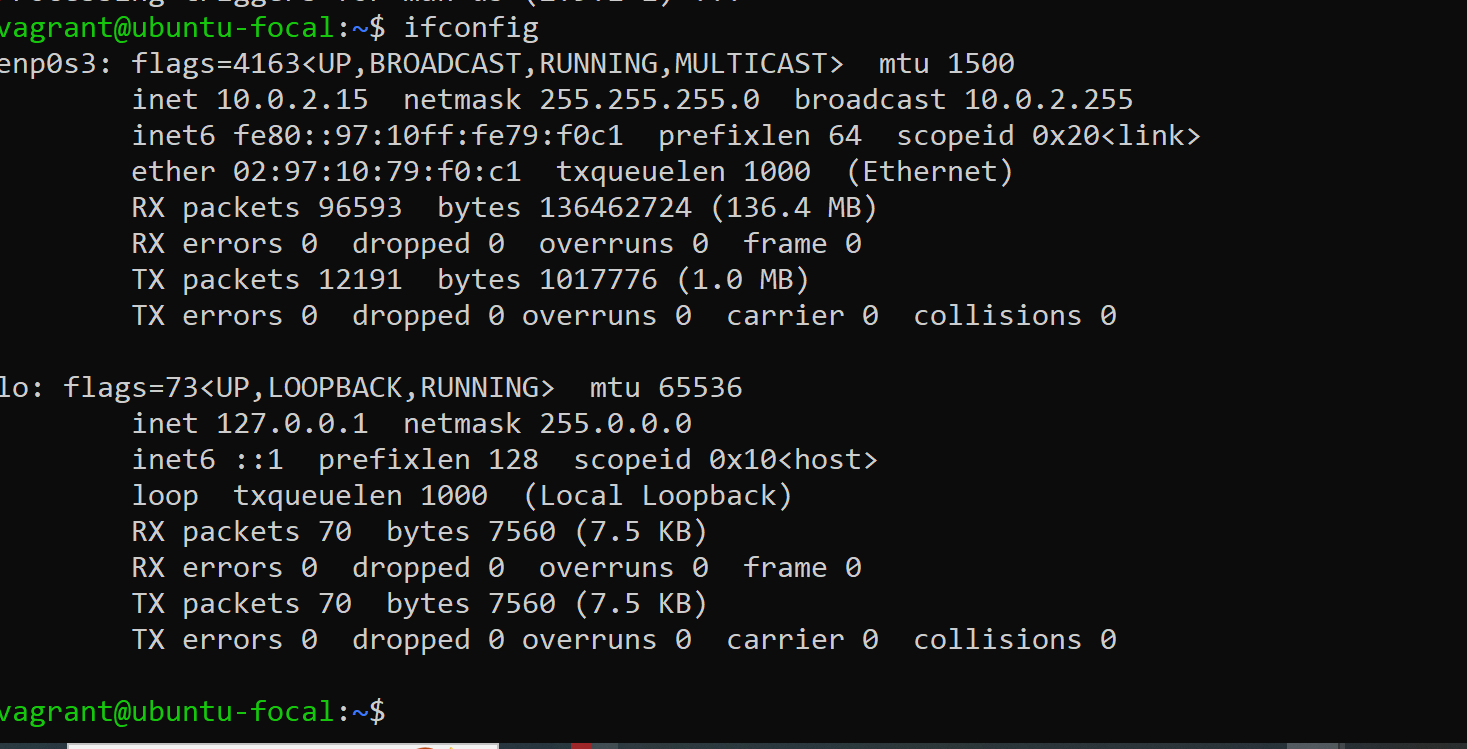 vagrant@ubuntu-focal:~$ ifconfig
enp0s3: flags=4163<UP,BROADCAST,RUNNING,MULTICAST>  mtu 1500
        inet 10.0.2.15  netmask 255.255.255.0  broadcast 10.0.2.255
        inet6 fe80::97:10ff:fe79:f0c1  prefixlen 64  scopeid 0x20<link>
        ether 02:97:10:79:f0:c1  txqueuelen 1000  (Ethernet)
        RX packets 96593  bytes 136462724 (136.4 MB)
        RX errors 0  dropped 0  overruns 0  frame 0
        TX packets 12191  bytes 1017776 (1.0 MB)
        TX errors 0  dropped 0 overruns 0  carrier 0  collisions 0

lo: flags=73<UP,LOOPBACK,RUNNING>  mtu 65536
        inet 127.0.0.1  netmask 255.0.0.0
        inet6 ::1  prefixlen 128  scopeid 0x10<host>
        loop  txqueuelen 1000  (Local Loopback)
        RX packets 70  bytes 7560 (7.5 KB)
        RX errors 0  dropped 0  overruns 0  frame 0
        TX packets 70  bytes 7560 (7.5 KB)
        TX errors 0  dropped 0 overruns 0  carrier 0  collisions 0

vagrant@ubuntu-focal:~$